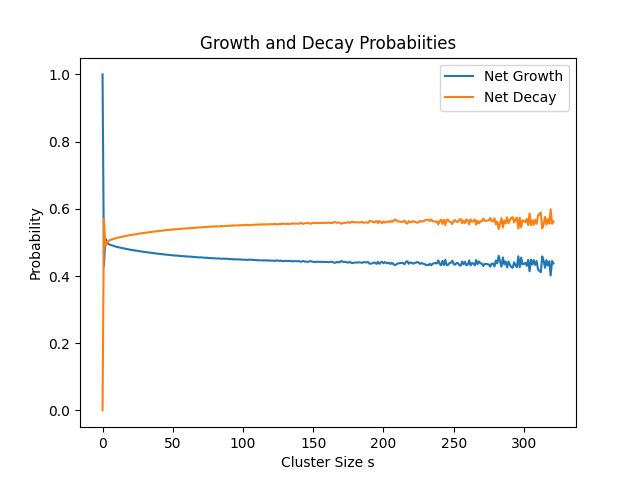 Growth and Decay Probabiities
Net Growth
Net Decay
Probability
1.0
0.8
0.6
0.4
0.2
0.0
0 50 100 150 200 250 300
Cluster Size s